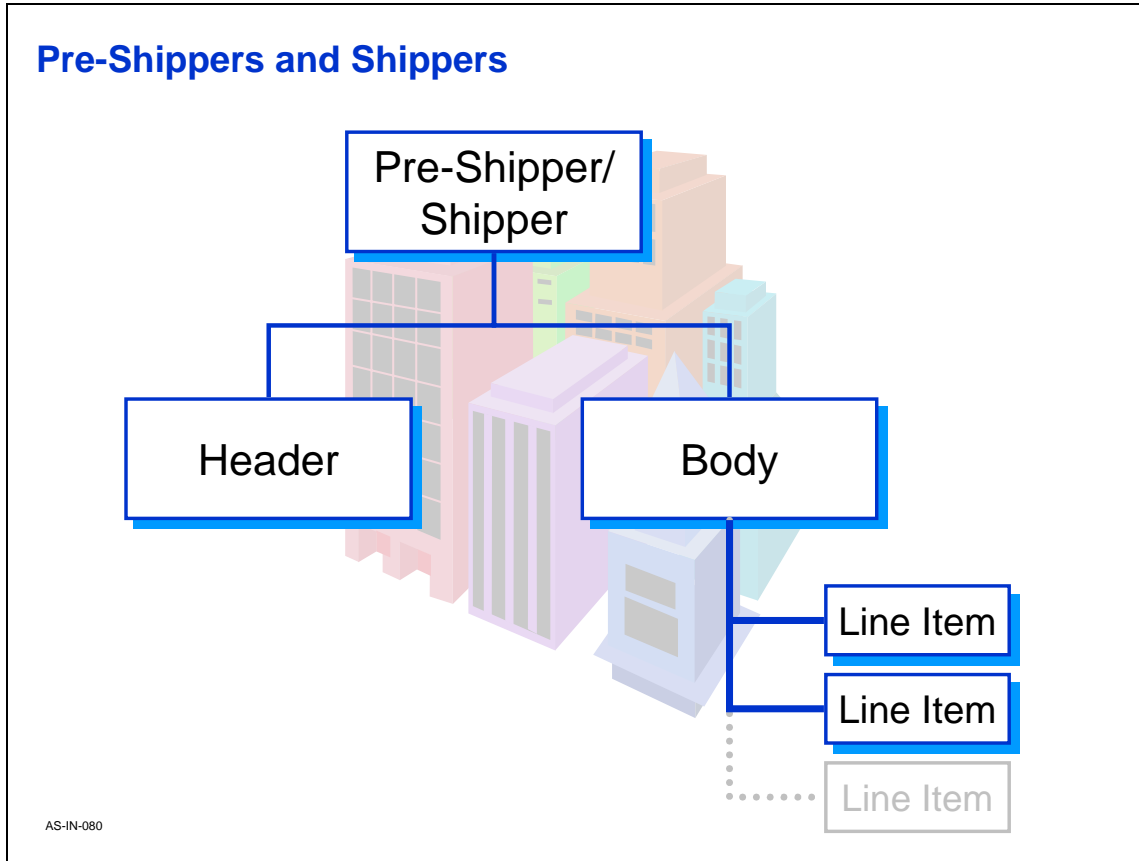 Pre-Shippers and Shippers
Pre-Shipper/
Shipper
Header
Body
Line Item
Line Item
Line Item
AS-IN-080